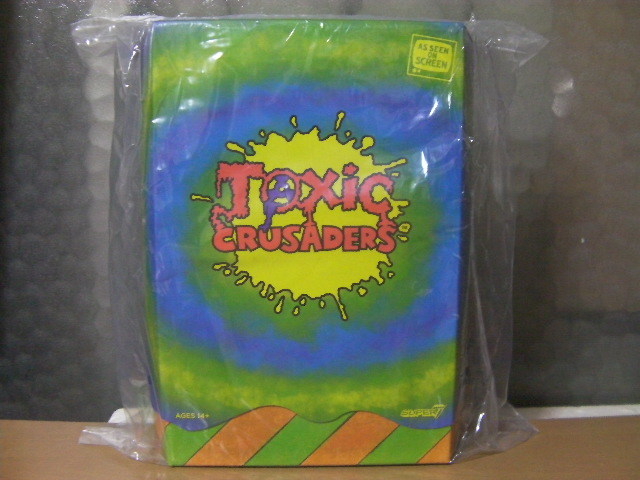 AS SEEN
ON
SCREEN
TOXIC
CRUSADERS
AGES 14+
SUPER7